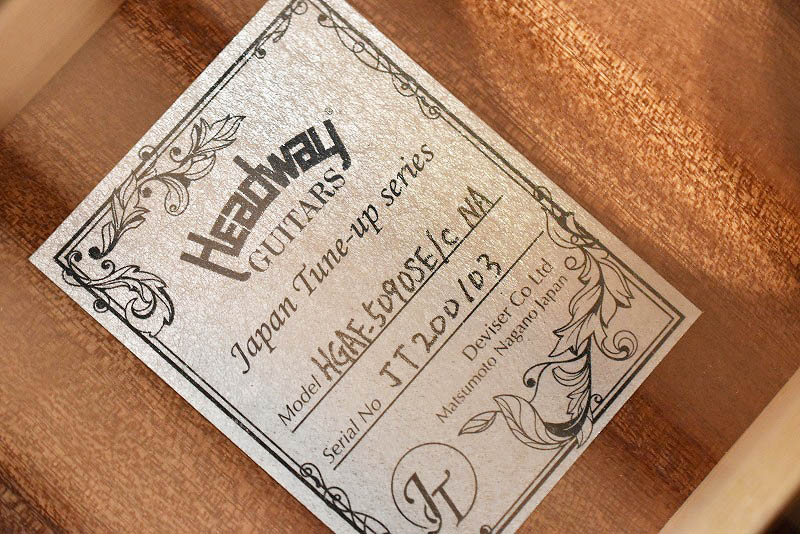 Headway®
GUITARS
Japan Tune-up series
Model HGAF-5090SE/C NA
Serial No JT200103
Deviser Co Ltd
Matsumoto Nagano Japan
JT